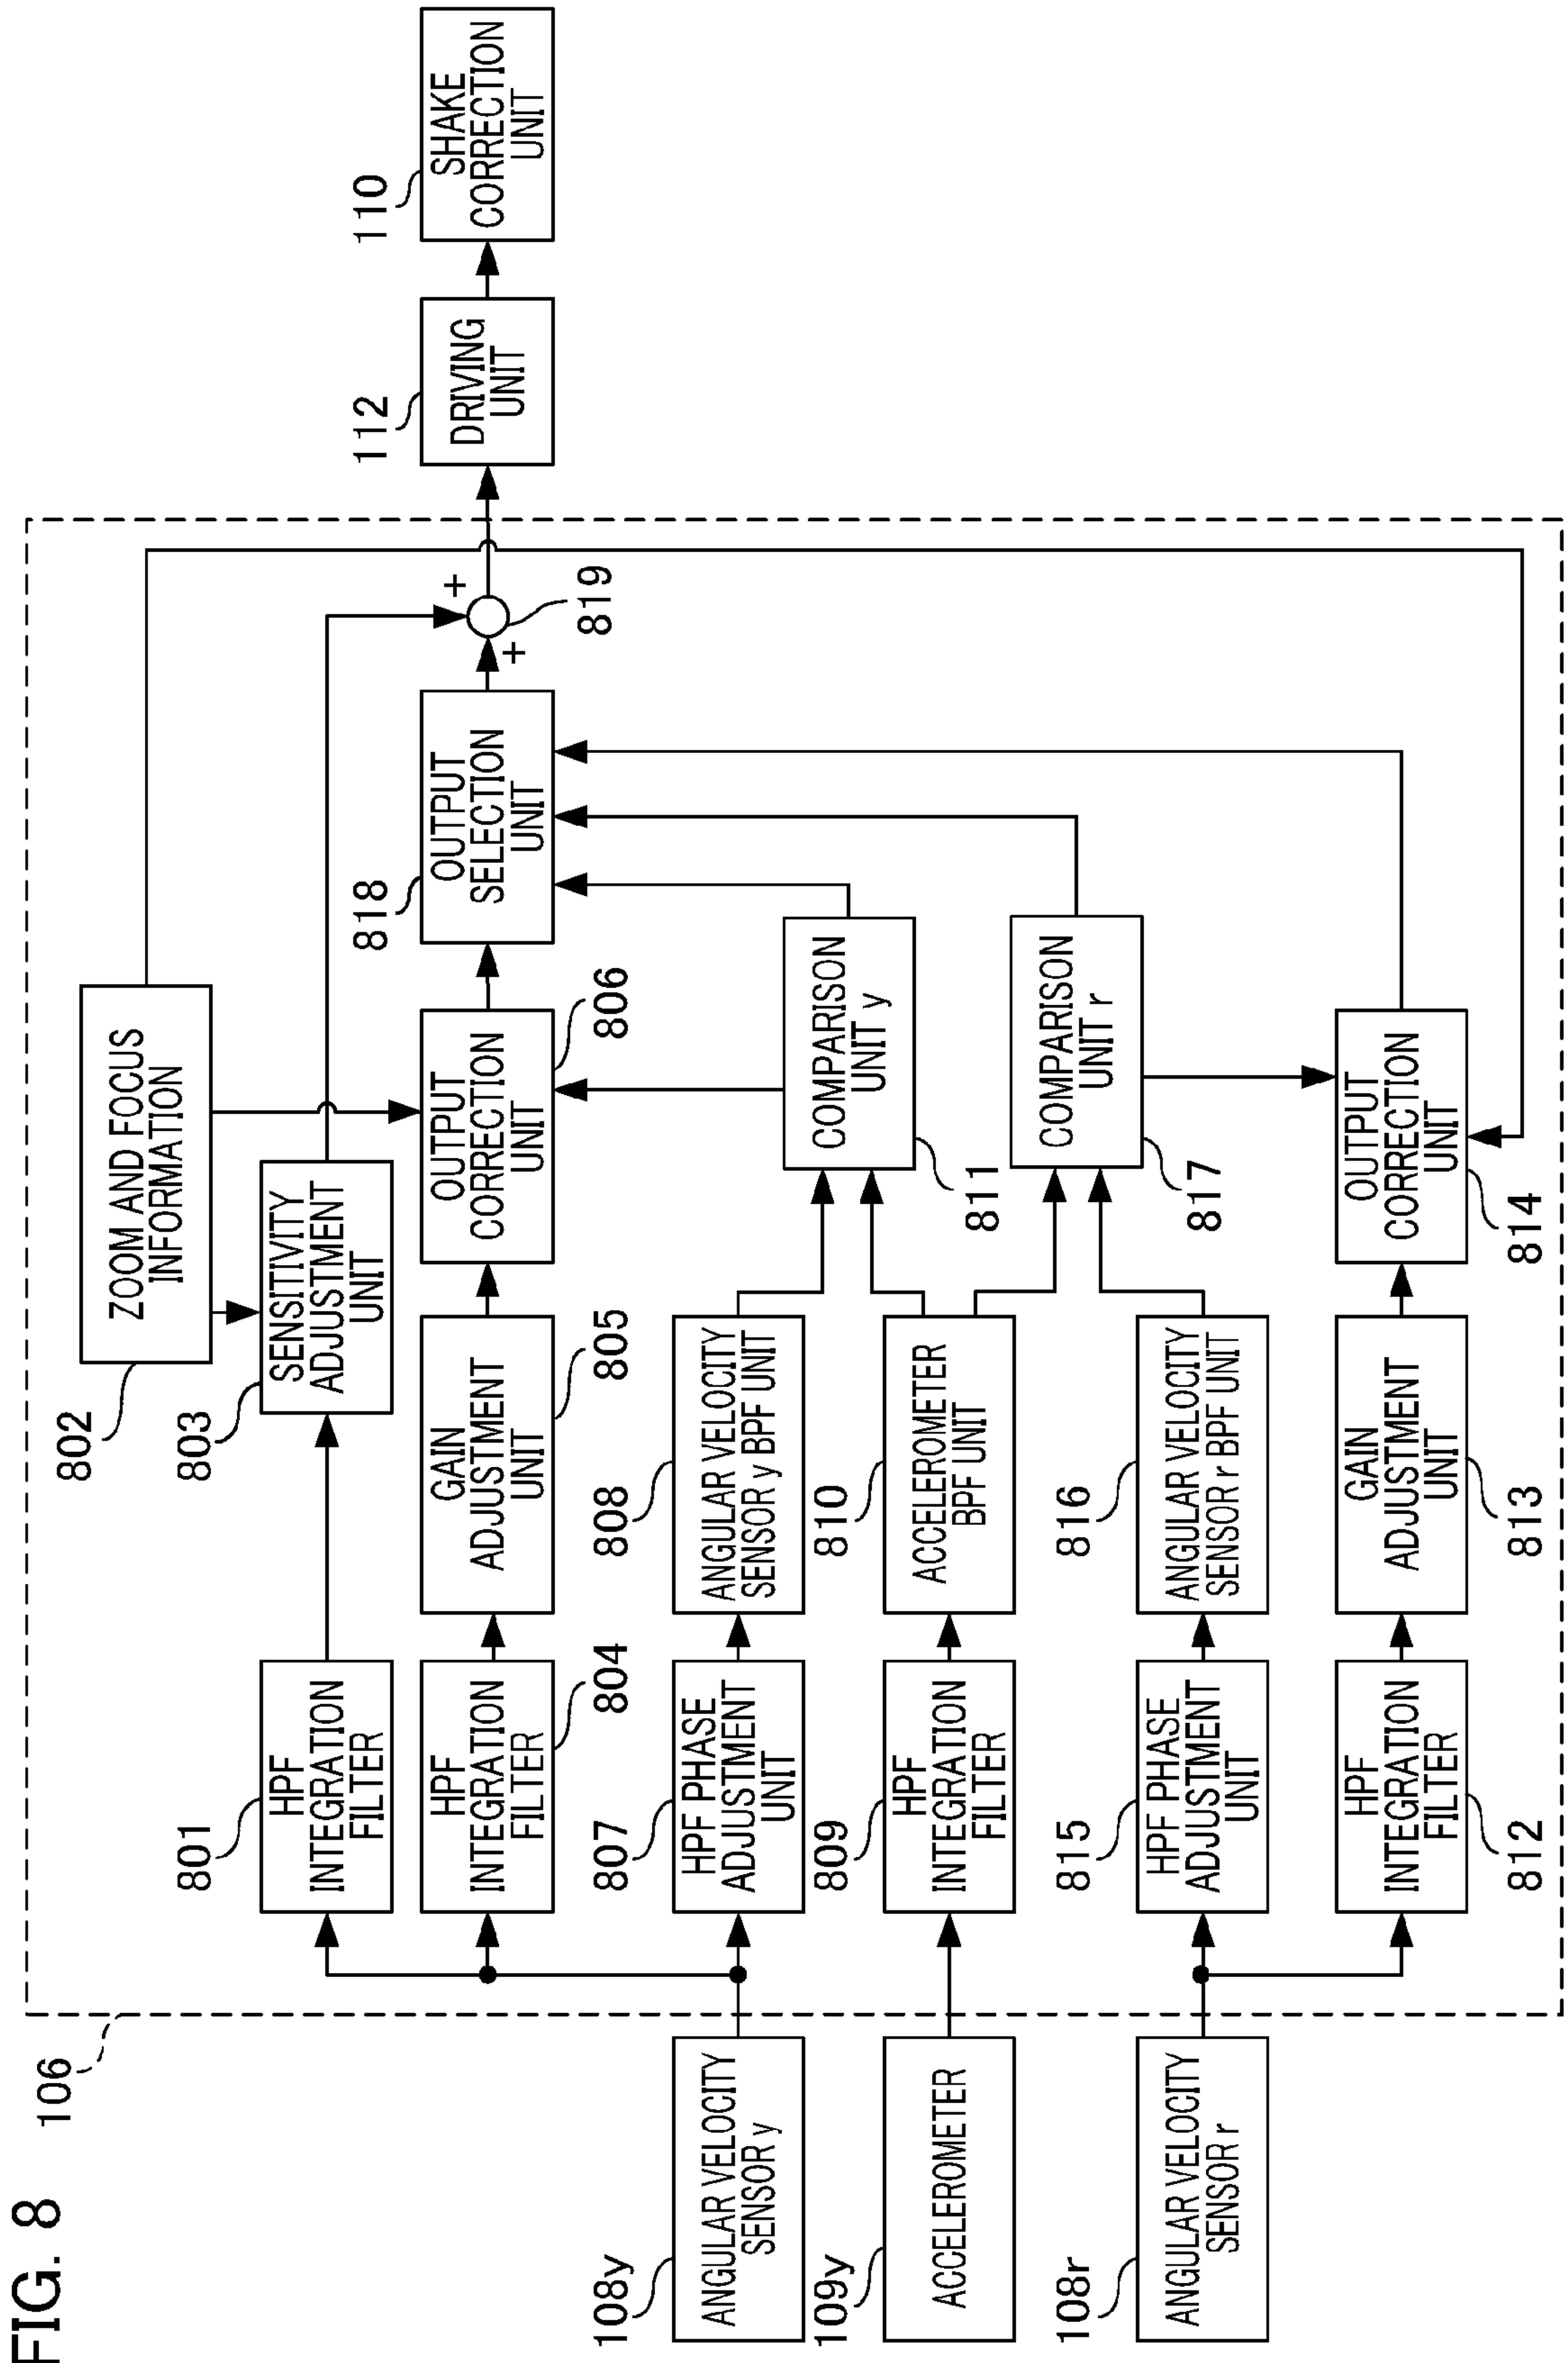 FIG. 8
106
802
ZOOM AND FOCUS
INFORMATION
801
HPF
INTEGRATION
FILTER
803
SENSITIVITY
ADJUSTMENT
UNIT
HPF
INTEGRATION
FILTER
804
GAIN
ADJUSTMENT
UNIT
805
OUTPUT
CORRECTION
UNIT
806
818
OUTPUT
SELECTION
UNIT
+
+
819
112
DRIVING
UNIT
110
SHAKE
CORRECTION
UNIT
108y
ANGULAR VELOCITY
SENSOR y
807
HPF PHASE
ADJUSTMENT
UNIT
808
ANGULAR VELOCITY
SENSOR y BPF UNIT
COMPARISON
UNIT y
811
109y
ACCELEROMETER
809
HPF
INTEGRATION
FILTER
810
ACCELEROMETER
BPF UNIT
COMPARISON
UNIT r
817
108r
ANGULAR VELOCITY
SENSOR r
815
HPF PHASE
ADJUSTMENT
UNIT
816
ANGULAR VELOCITY
SENSOR r BPF UNIT
HPF
INTEGRATION
FILTER
812
GAIN
ADJUSTMENT
UNIT
813
OUTPUT
CORRECTION
UNIT
814